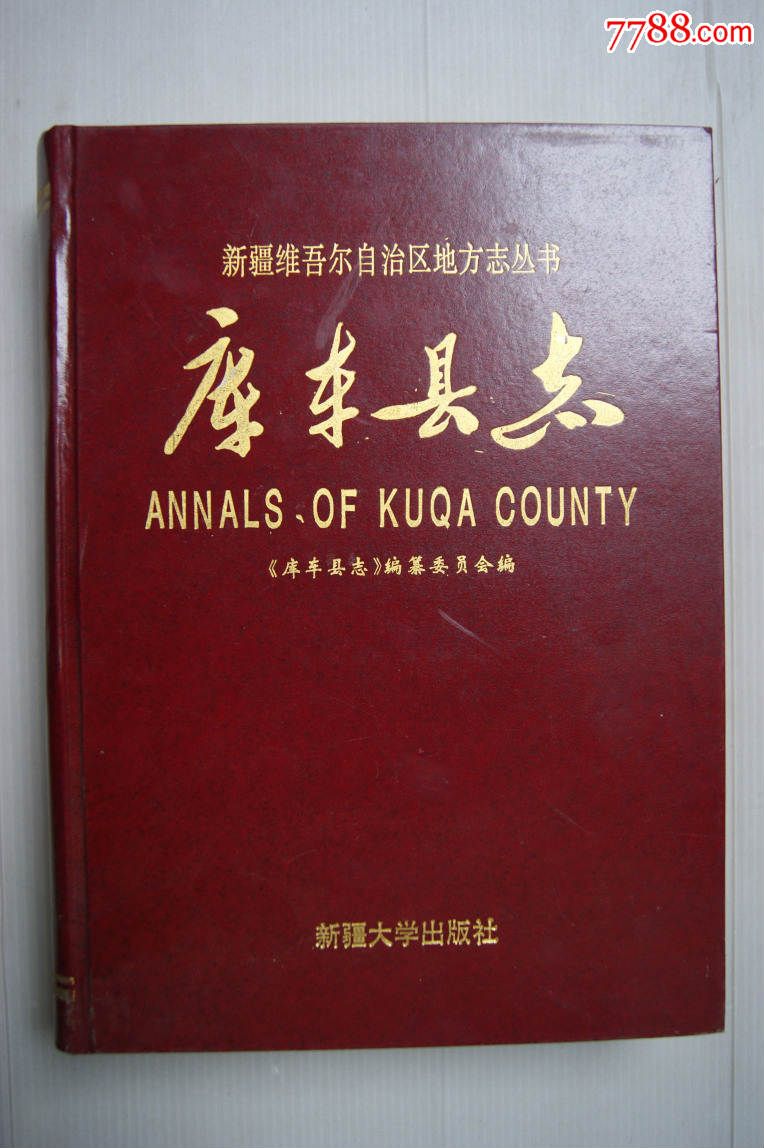 7788.com
新疆维吾尔自治区地方志丛书
库车县志
ANNALS OF KUQA COUNTY
《库车县志》编纂委员会编
新疆大学出版社